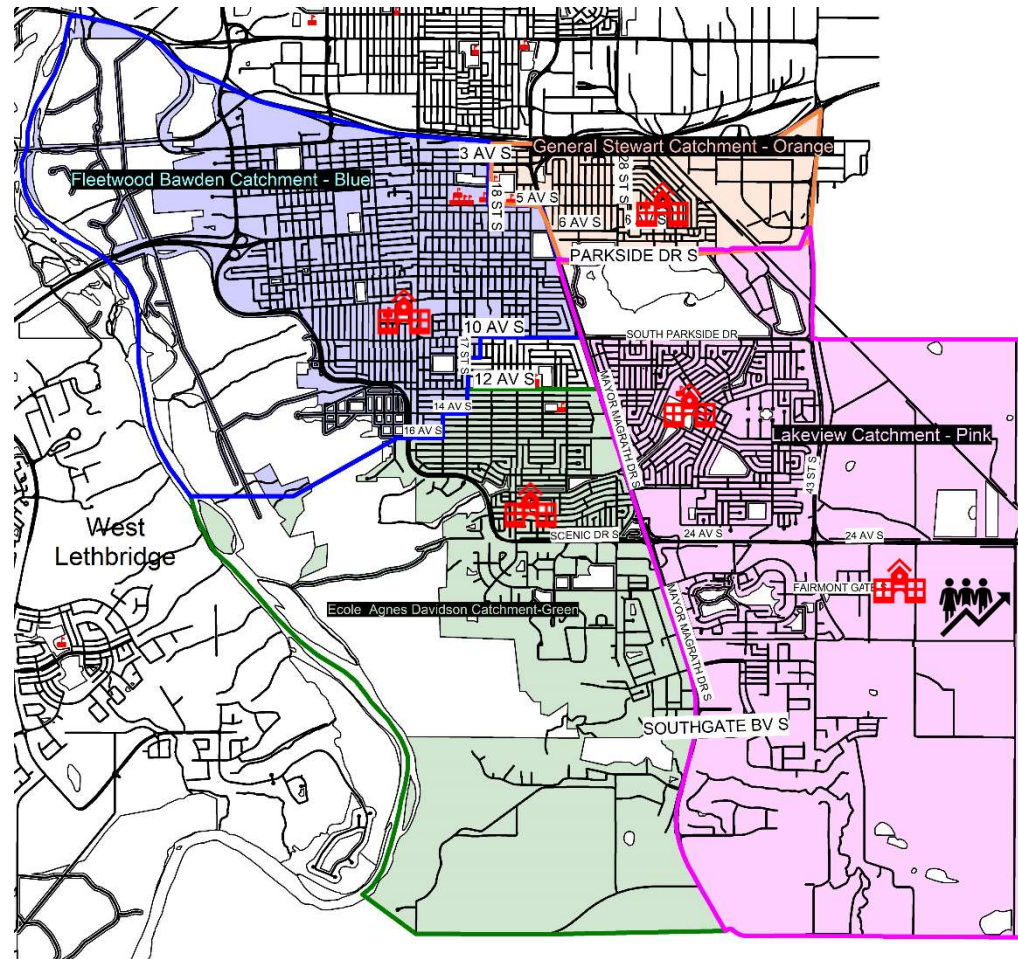 General Stewart Catchment - Orange
3 AV S
28 ST S
Fleetwood Bawden Catchment - Blue
18 ST S
5 AV S
6 AV S
PARKSIDE DR S
10 AV S
SOUTH PARKSIDE DR
17 ST S
12 AV S
MAYOR MAGRATH DR S
14 AV S
16 AV S
Lakeview Catchment - Pink
43 ST S
West
Lethbridge
SCENIC DR S
24 AV S
24 AV S
FAIRMONT GATE
Ecole Agnes Davidson Catchment-Green
MAYOR MAGRATH DR S
SOUTHGATE BV S